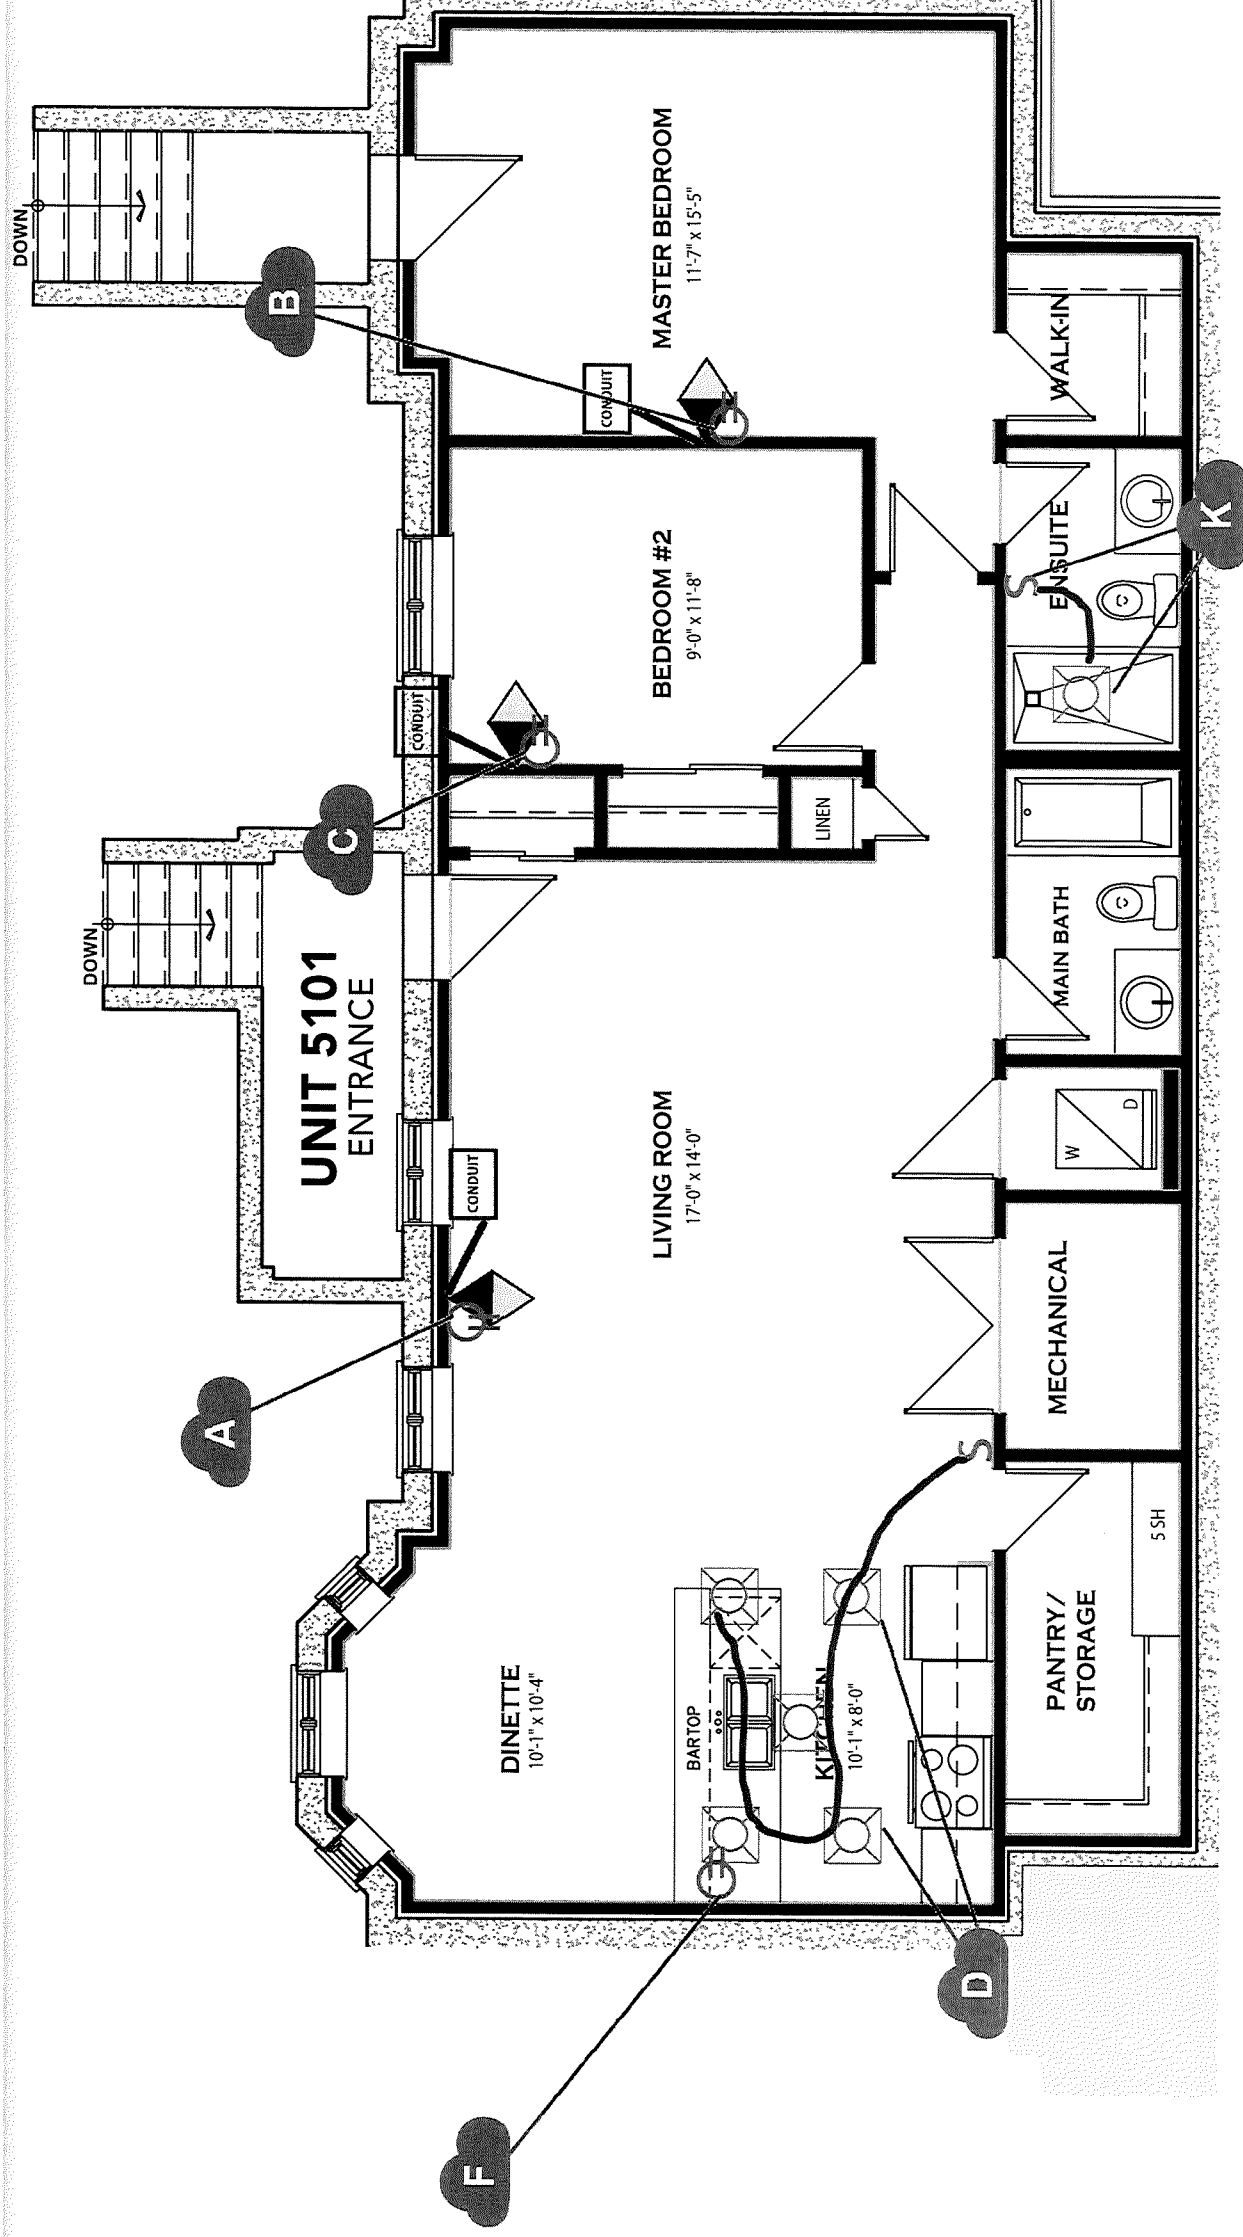 DOWN
B
MASTER BEDROOM
11'-7" x 15'-5"
CONDUIT
WALK-IN
K
ENSUITE
BEDROOM #2
9'-0" x 11'-8"
CONDUIT
C
LINEN
DOWN
UNIT 5101
ENTRANCE
MAIN BATH
W
D
CONDUIT
LIVING ROOM
17'-0" x 14'-0"
A
MECHANICAL
S
S
5 SH
PANTRY/
STORAGE
DINETTE
10'-1" x 10'-4"
BARTOP
KITCHEN
10'-1" x 8'-0"
D
F